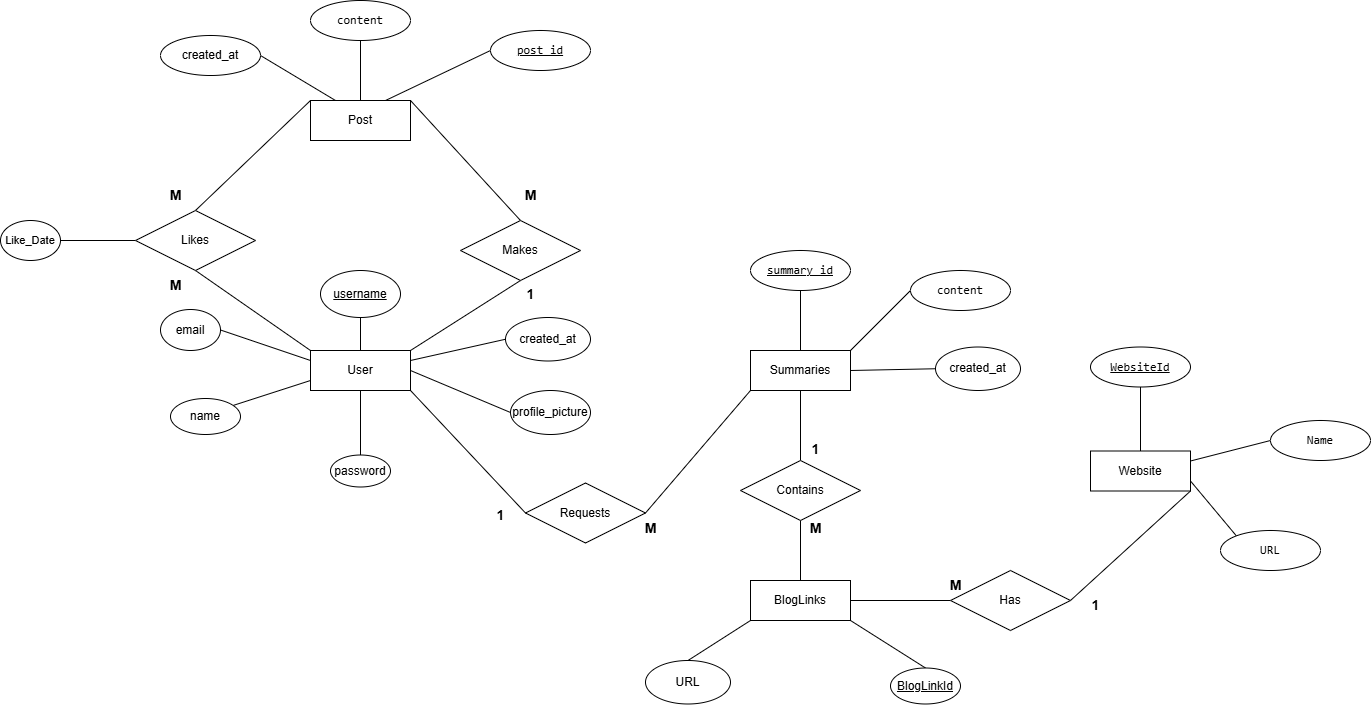 content
created_at
post_id
Post
M
M
Like_Date
Likes
Makes
M
1
username
email
created_at
User
name
profile_picture
password
summary_id
content
Summaries
created_at
WebsiteId
Name
Website
1
Contains
1
Requests
M
M
URL
BlogLinks
M
Has
1
URL
BlogLinkId